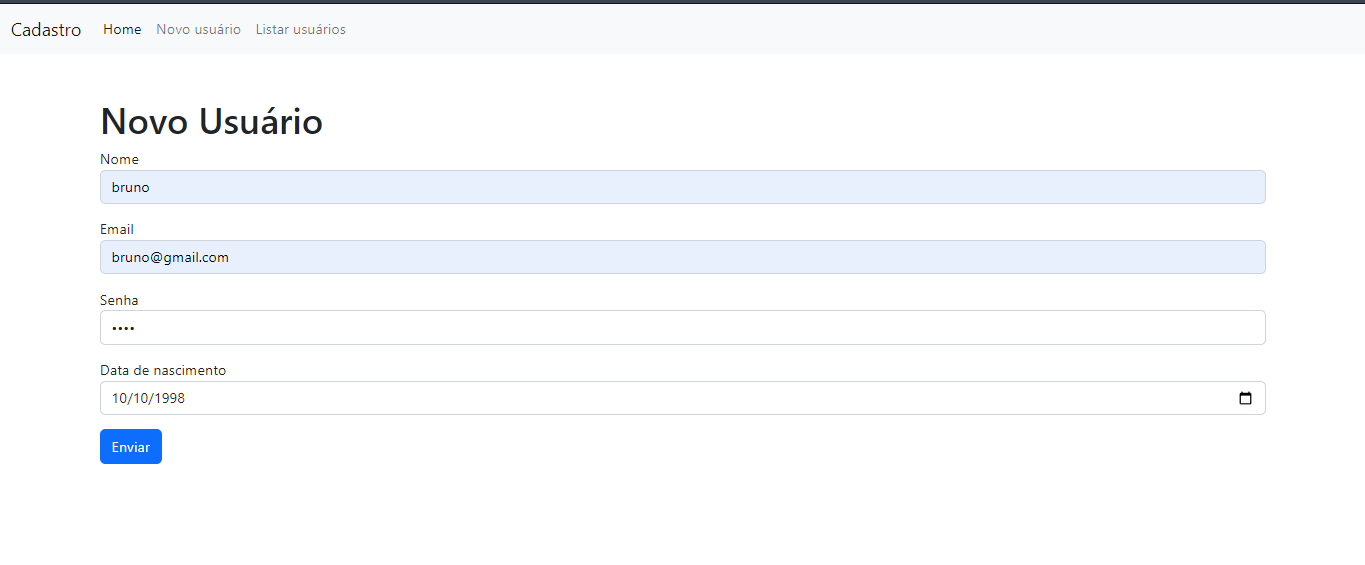 Cadastro Home Novo usuário Listar usuários
Novo Usuário
Nome
bruno
Email
bruno@gmail.com
Senha
••••
Data de nascimento
10/10/1998
Enviar